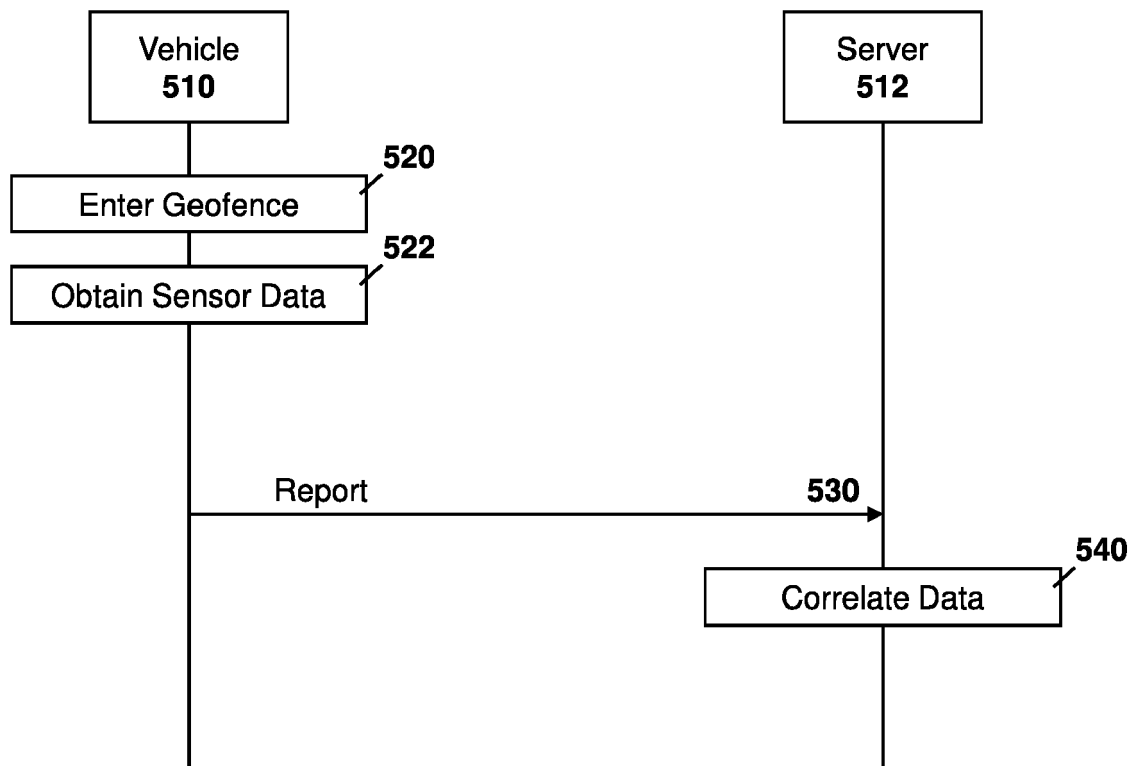 Vehicle
510
Server
512
520
Enter Geofence
522
Obtain Sensor Data
Report
530
540
Correlate Data